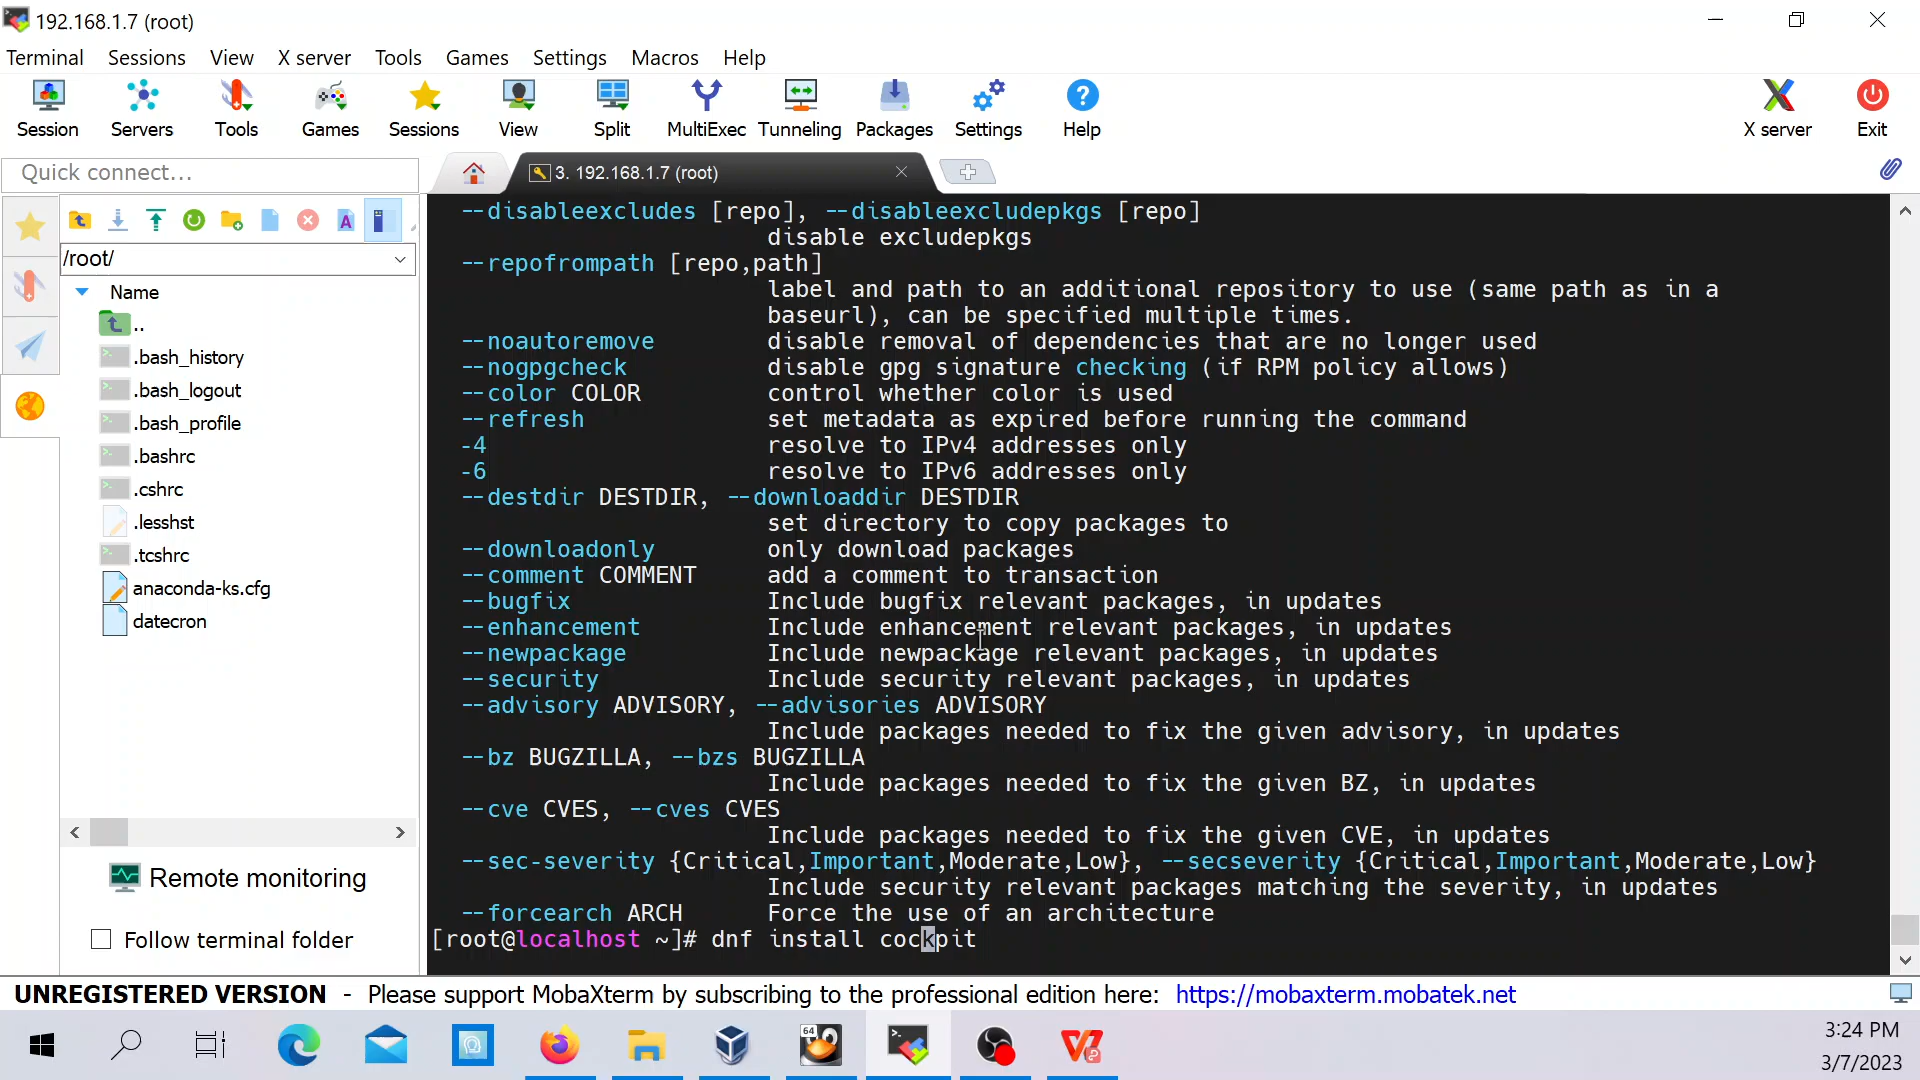 192.168.1.7 (root)
Terminal Sessions View X server Tools Games Settings Macros Help
Session Servers Tools Games Sessions View Split MultiExec Tunneling Packages Settings Help X server Exit
Quick connect...
3. 192.168.1.7 (root)
/root/
Name
..
.bash_history
.bash_logout
.bash_profile
.bashrc
.cshrc
.lesshst
.tcshrc
anaconda-ks.cfg
datecron
Remote monitoring
Follow terminal folder
--disableexcludes [repo], --disableexcludepkgs [repo]
disable excludepkgs
--repofrompath [repo,path]
label and path to an additional repository to use (same path as in a
baseurl), can be specified multiple times.
--noautoremove disable removal of dependencies that are no longer used
--nogpgcheck disable gpg signature checking (if RPM policy allows)
--color COLOR control whether color is used
--refresh set metadata as expired before running the command
-4 resolve to IPv4 addresses only
-6 resolve to IPv6 addresses only
--destdir DESTDIR, --downloaddir DESTDIR
set directory to copy packages to
--downloadonly only download packages
--comment COMMENT add a comment to transaction
--bugfix Include bugfix relevant packages, in updates
--enhancement Include enhancement relevant packages, in updates
--newpackage Include newpackage relevant packages, in updates
--security Include security relevant packages, in updates
--advisory ADVISORY, --advisories ADVISORY
Include packages needed to fix the given advisory, in updates
--bz BUGZILLA, --bzs BUGZILLA
Include packages needed to fix the given BZ, in updates
--cve CVES, --cves CVES
Include packages needed to fix the given CVE, in updates
--sec-severity {Critical,Important,Moderate,Low}, --secseverity {Critical,Important,Moderate,Low}
Include security relevant packages matching the severity, in updates
--forcearch ARCH Force the use of an architecture
[root@localhost ~]# dnf install cockpit
UNREGISTERED VERSION - Please support MobaXterm by subscribing to the professional edition here: https://mobaxterm.mobatek.net
64
3:24 PM
3/7/2023